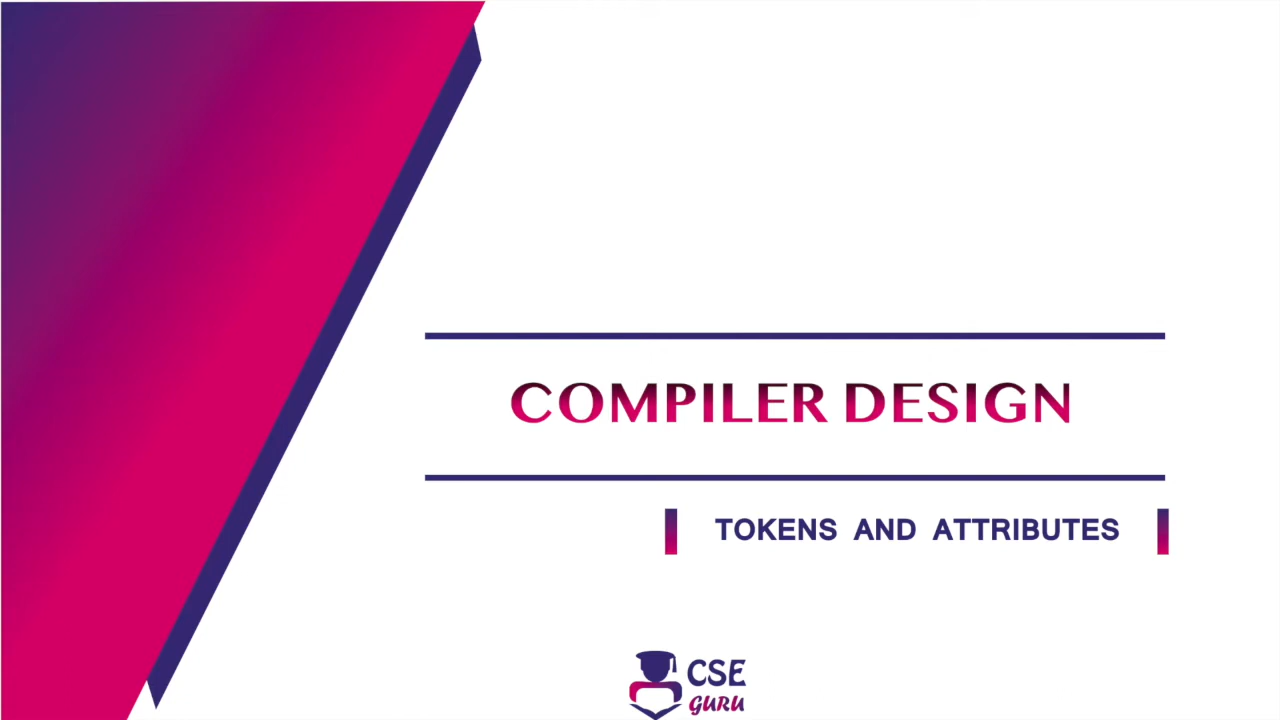 COMPILER DESIGN
TOKENS AND ATTRIBUTES
CSE
GURU